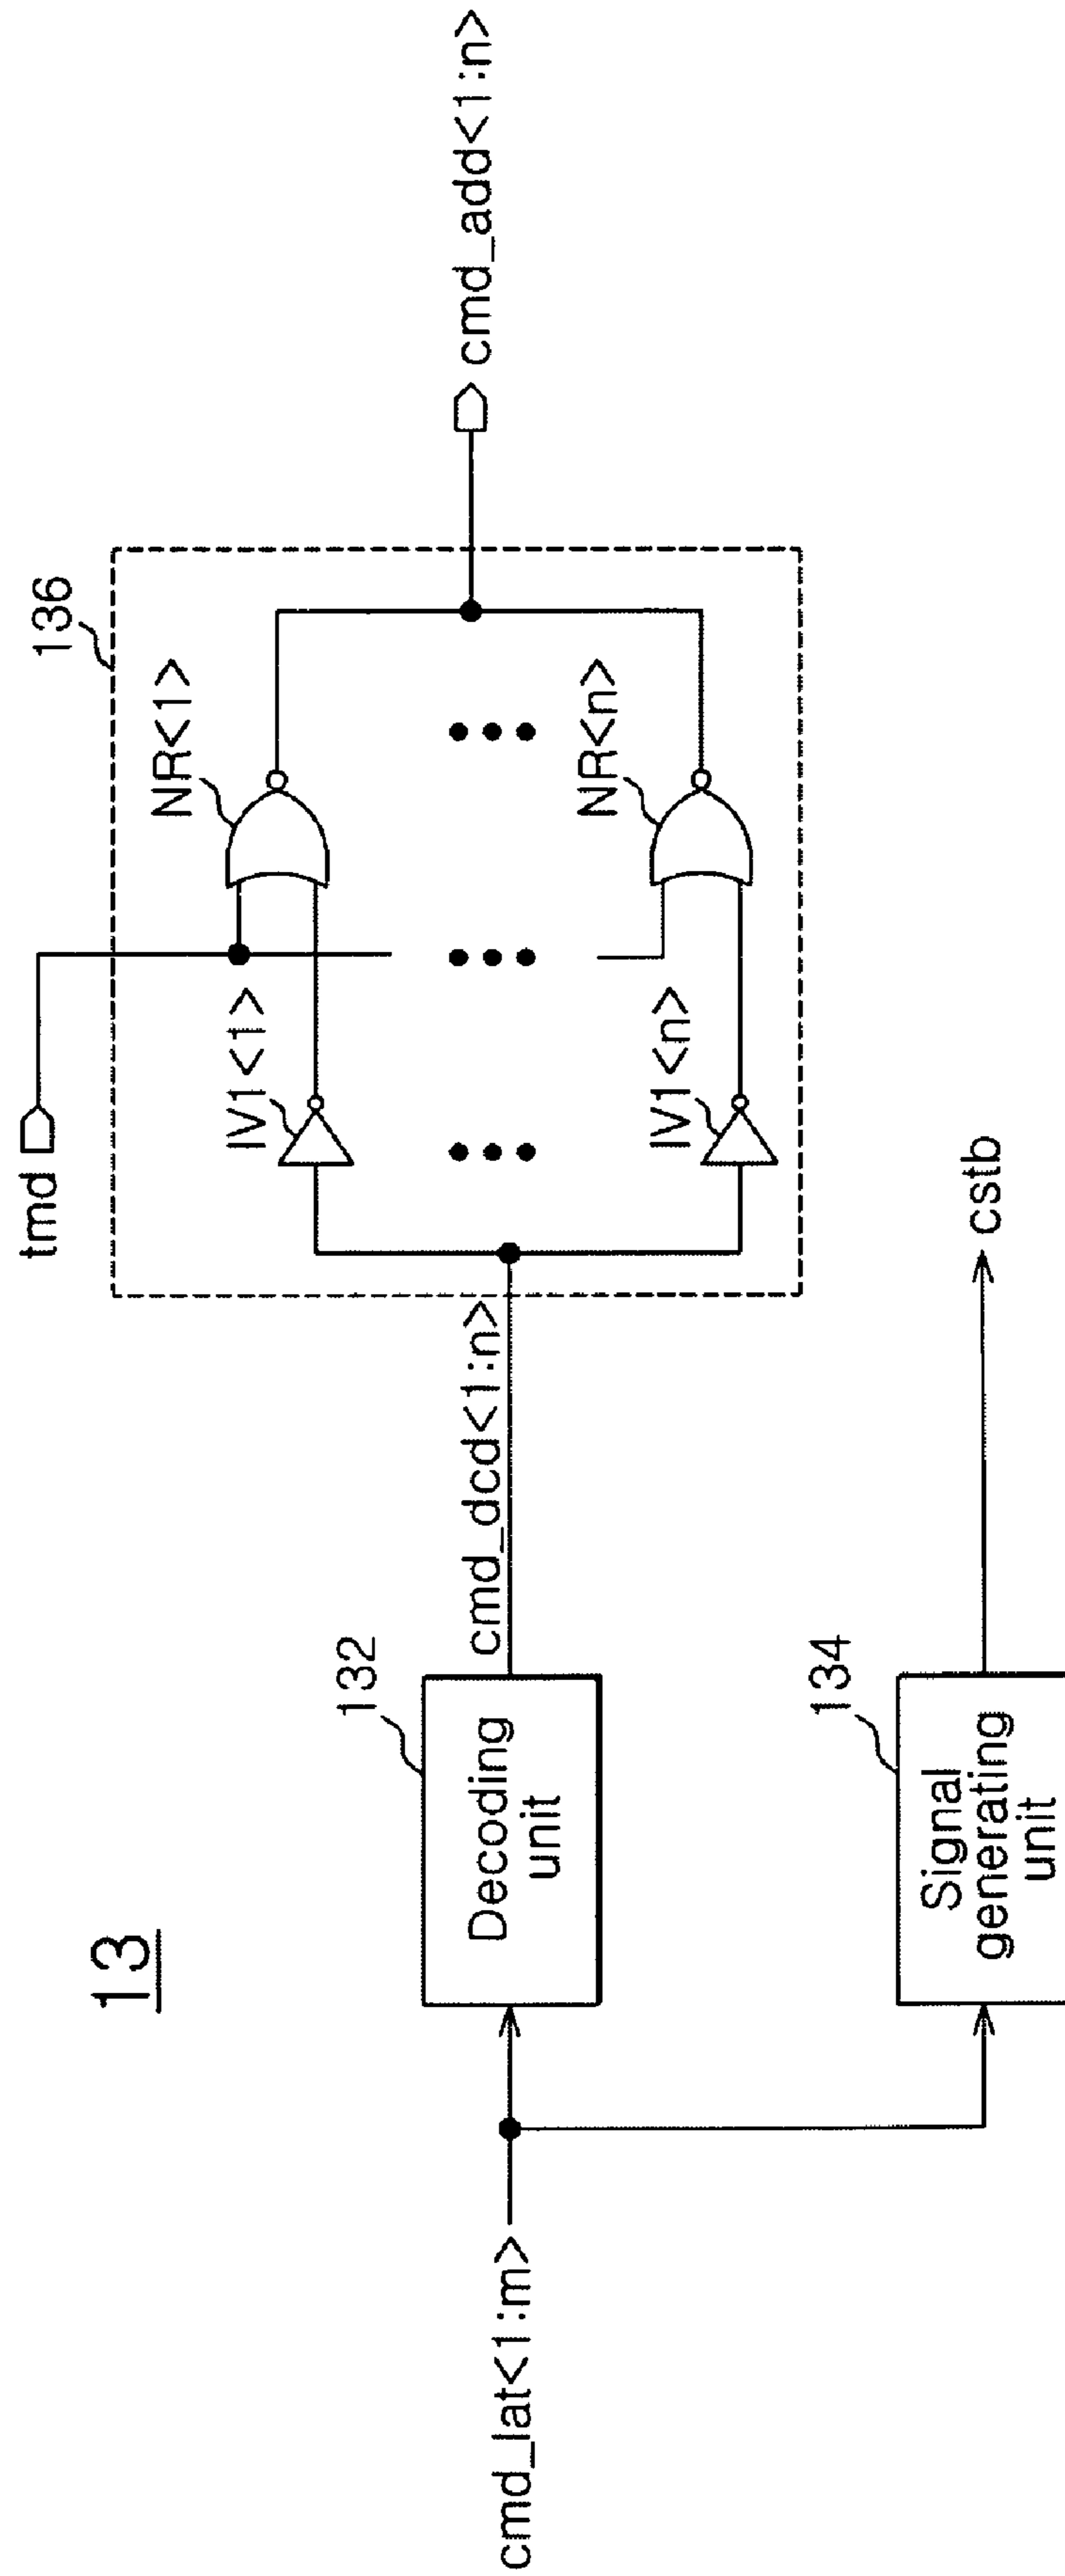 13
cmd_lat<1:m>
132
Decoding
unit
cmd_dcd<1:n>
134
Signal
generating
unit
cstb
tmd
136
IV1<1>
NR<1>
IV1<n>
NR<n>
cmd_add<1:n>